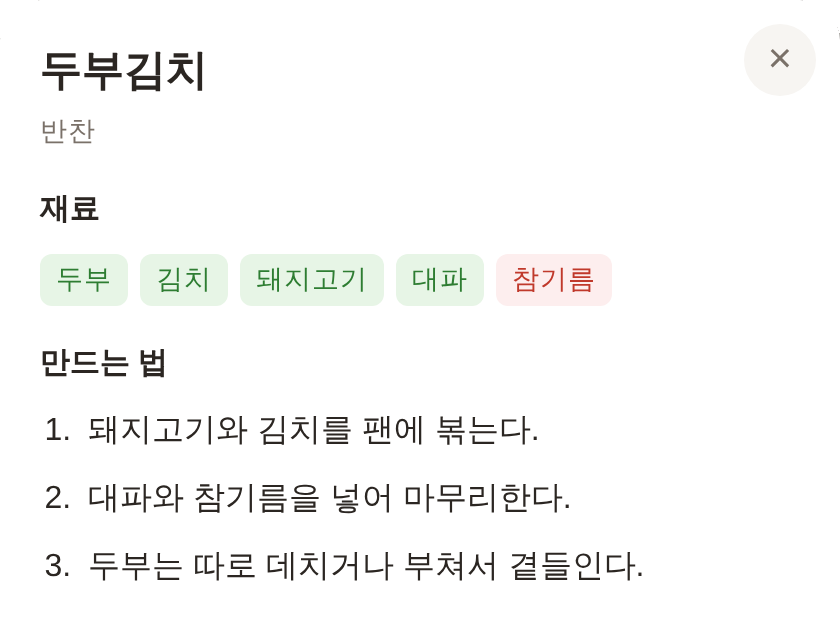 두부김치
반찬
재료
두부 김치 돼지고기 대파 참기름
만드는 법
1. 돼지고기와 김치를 팬에 볶는다.
2. 대파와 참기름을 넣어 마무리한다.
3. 두부는 따로 데치거나 부쳐서 곁들인다.